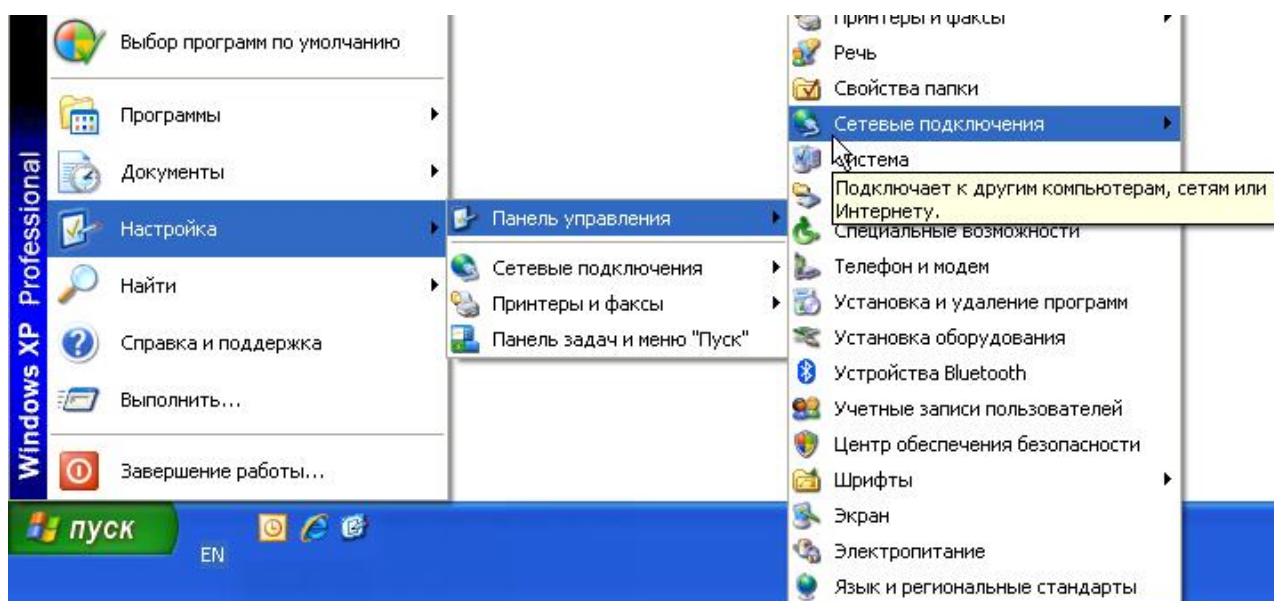 Windows XP Professional
Выбор программ по умолчанию
Программы
Документы
Настройка
Найти
Справка и поддержка
Выполнить...
Завершение работы...
Панель управления
Сетевые подключения
Принтеры и факсы
Панель задач и меню "Пуск"
Принтеры и факсы
Речь
Свойства папки
Сетевые подключения
Система
Подключает к другим компьютерам, сетям или
Интернету.
Специальные возможности
Телефон и модем
Установка и удаление программ
Установка оборудования
Устройства Bluetooth
Учетные записи пользователей
Центр обеспечения безопасности
Шрифты
Экран
Электропитание
Язык и региональные стандарты
пуск
EN